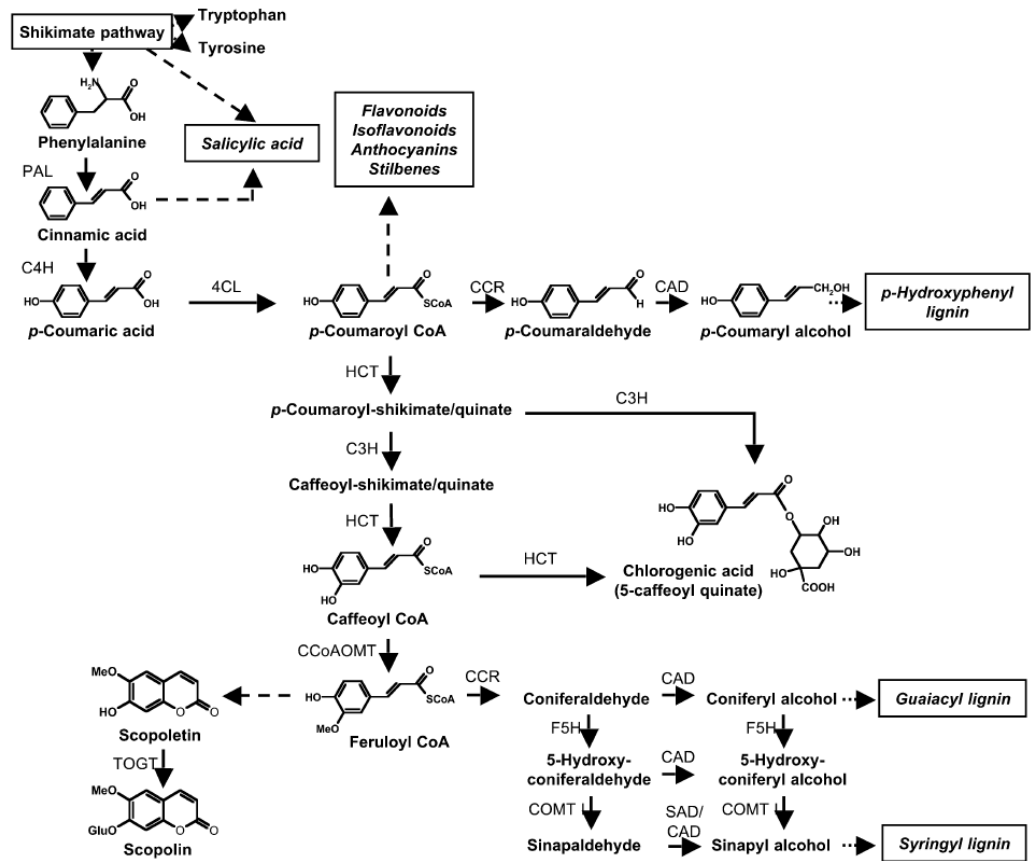 Shikimate pathway
Tryptophan
Tyrosine
H2N
O
OH
Phenylalanine
Salicylic acid
Flavonoids
Isoflavonoids
Anthocyanins
Stilbenes
PAL
O
OH
Cinnamic acid
C4H
HO
O
OH
p-Coumaric acid
4CL
HO
O
SCoA
p-Coumaroyl CoA
CCR
HO
O
H
p-Coumaraldehyde
CAD
HO
CH2OH
p-Coumaryl alcohol
p-Hydroxyphenyl
lignin
HCT
p-Coumaroyl-shikimate/quinate
C3H
C3H
Caffeoyl-shikimate/quinate
HCT
HO
HO
O
SCoA
Caffeoyl CoA
HCT
HO
HO
O
O
OH
OH
HO
COOH
Chlorogenic acid
(5-caffeoyl quinate)
CCoAOMT
HO
MeO
O
SCoA
Feruloyl CoA
MeO
HO
O
O
Scopoletin
TOGT
MeO
GluO
O
O
Scopolin
CCR
Coniferaldehyde
CAD
Coniferyl alcohol
Guaiacyl lignin
F5H
F5H
5-Hydroxy-
coniferaldehyde
CAD
5-Hydroxy-
coniferyl alcohol
COMT I
SAD/
CAD
COMT I
Sinapaldehyde
Sinapyl alcohol
Syringyl lignin